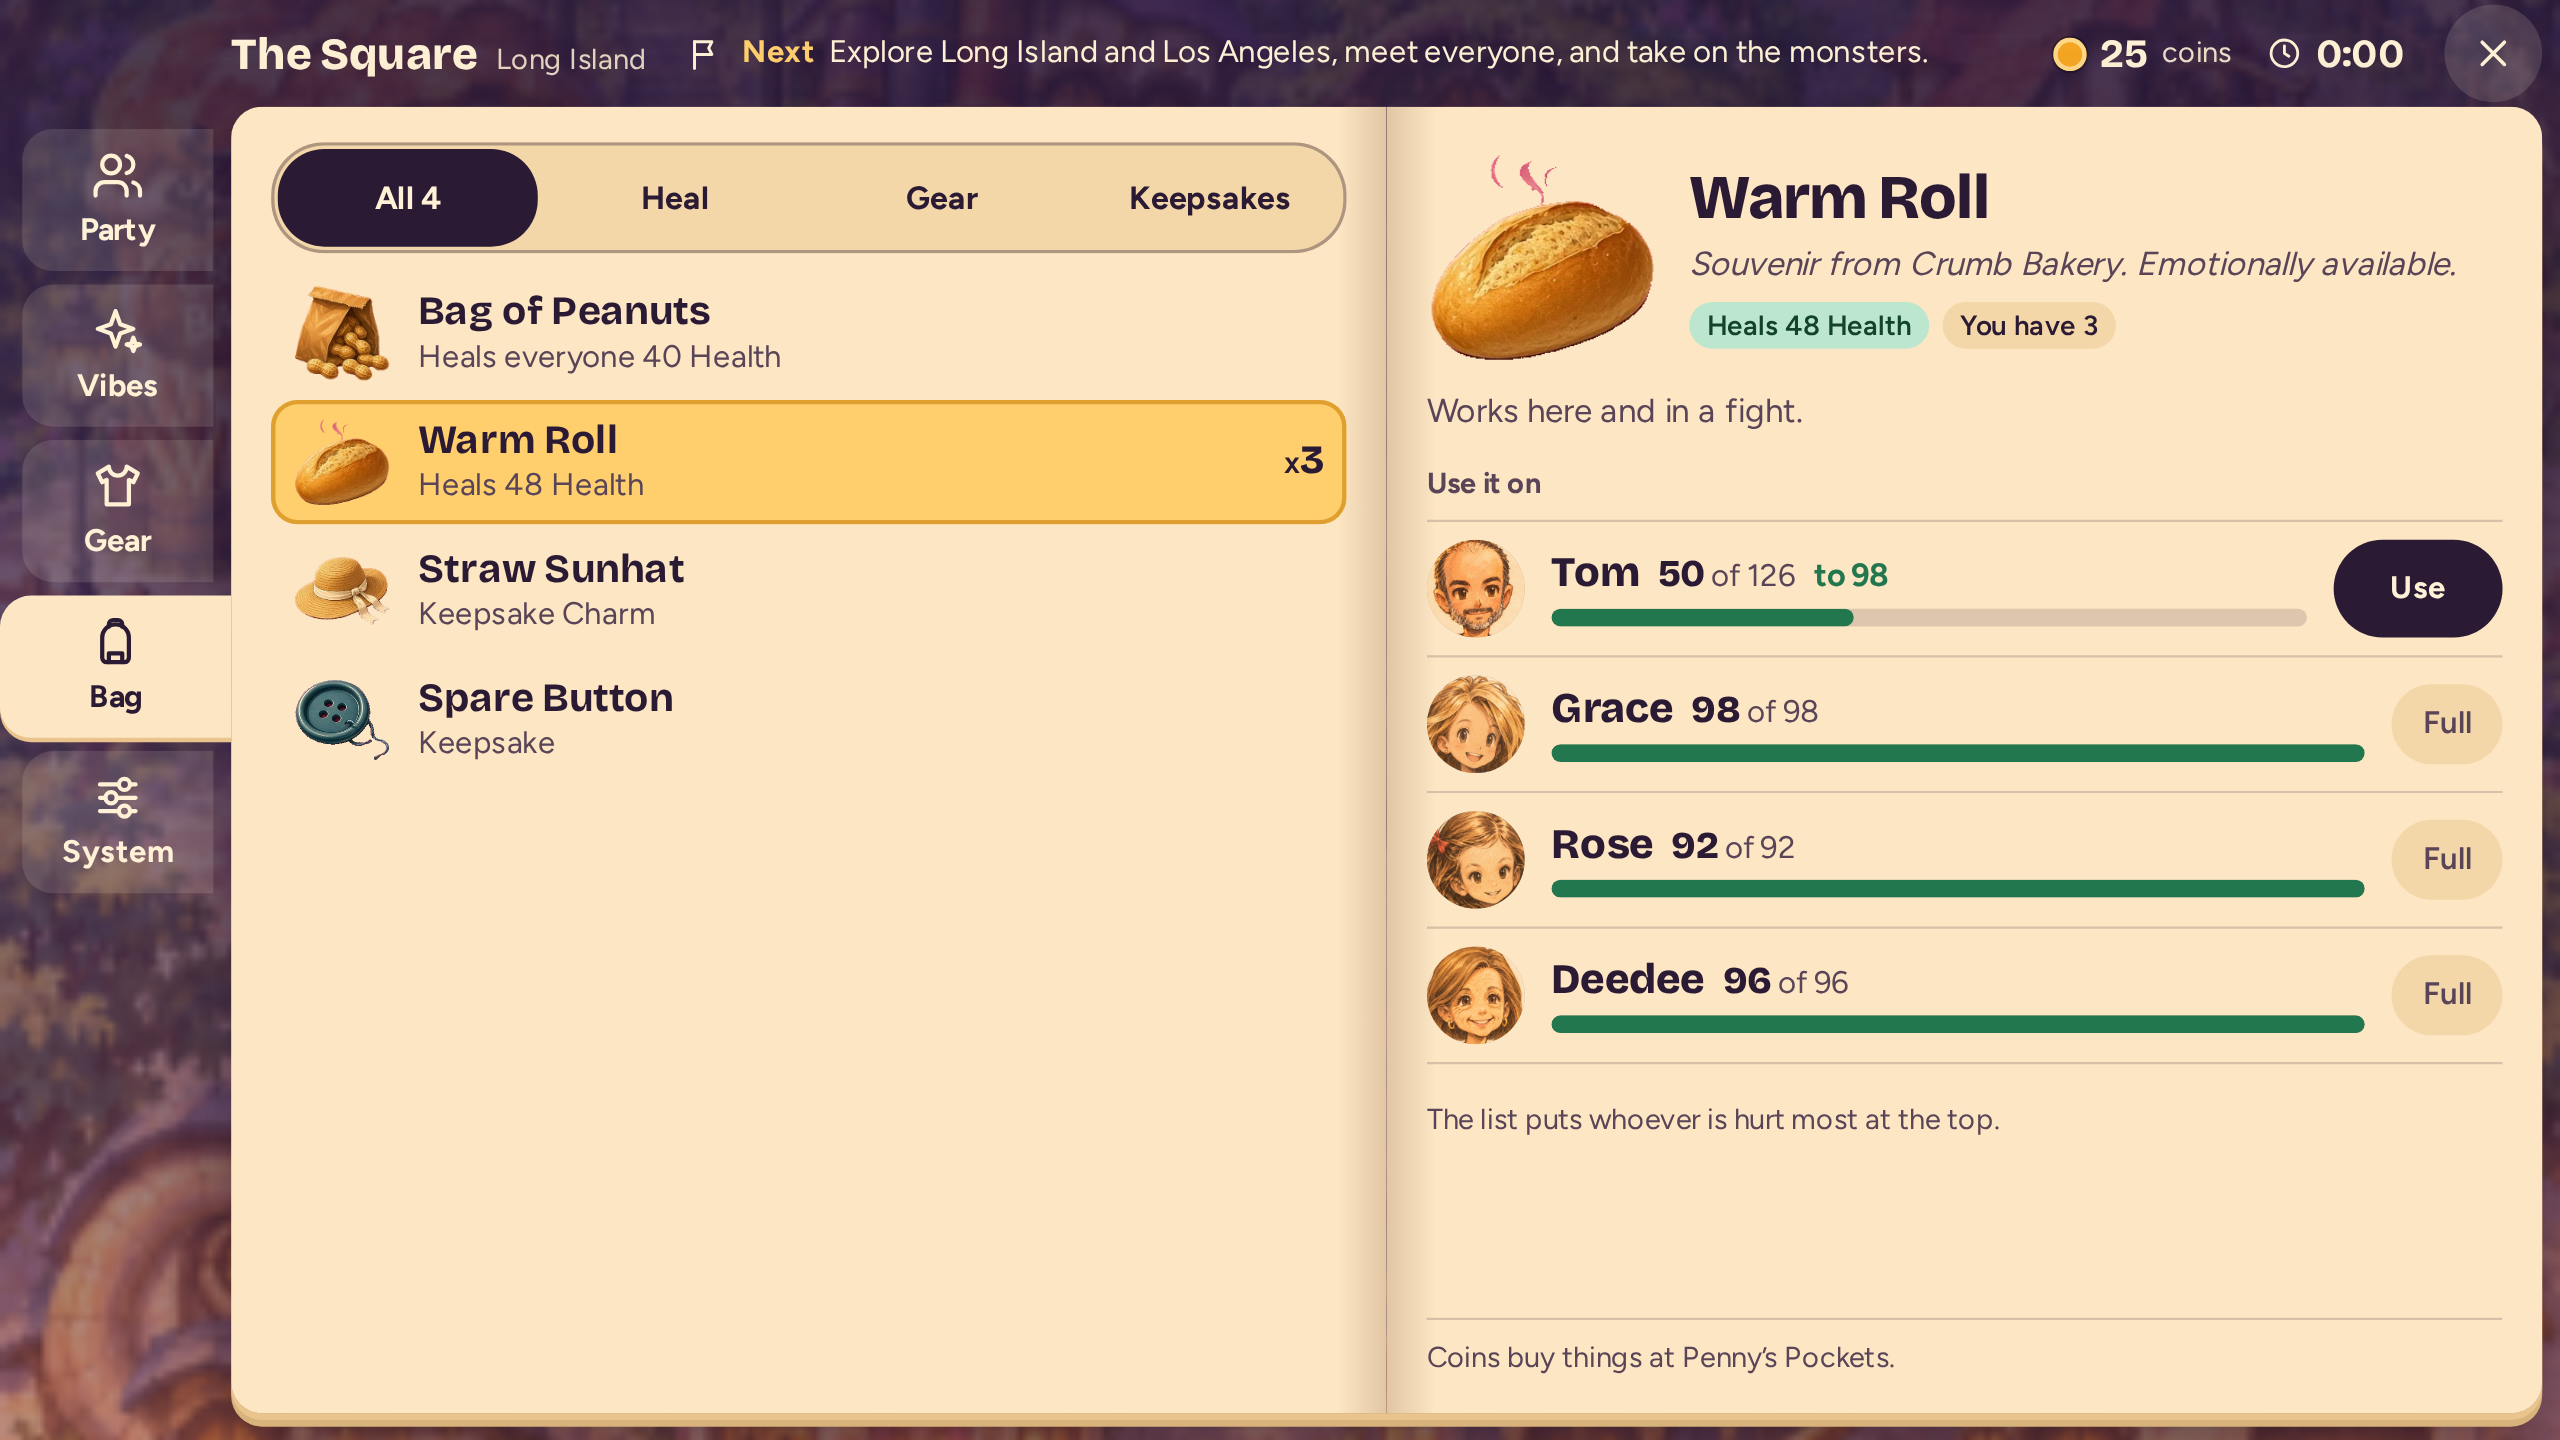 The Square Long Island
Next Explore Long Island and Los Angeles, meet everyone, and take on the monsters.
25 coins
0:00
Party
Vibes
Gear
Bag
System
All 4
Heal
Gear
Keepsakes
Bag of Peanuts
Heals everyone 40 Health
Warm Roll
Heals 48 Health
x3
Straw Sunhat
Keepsake Charm
Spare Button
Keepsake
Warm Roll
Souvenir from Crumb Bakery. Emotionally available.
Heals 48 Health
You have 3
Works here and in a fight.
Use it on
Tom 50 of 126 to 98
Use
Grace 98 of 98
Full
Rose 92 of 92
Full
Deedee 96 of 96
Full
The list puts whoever is hurt most at the top.
Coins buy things at Penny’s Pockets.